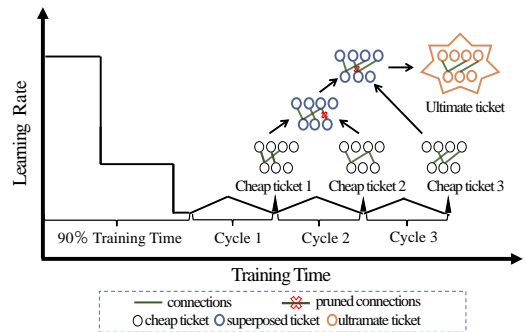 Learning Rate
Ultimate ticket
Cheap ticket 1
Cheap ticket 2
Cheap ticket 3
90% Training Time
Cycle 1
Cycle 2
Cycle 3
Training Time
connections
pruned connections
cheap ticket
superposed ticket
ultramate ticket